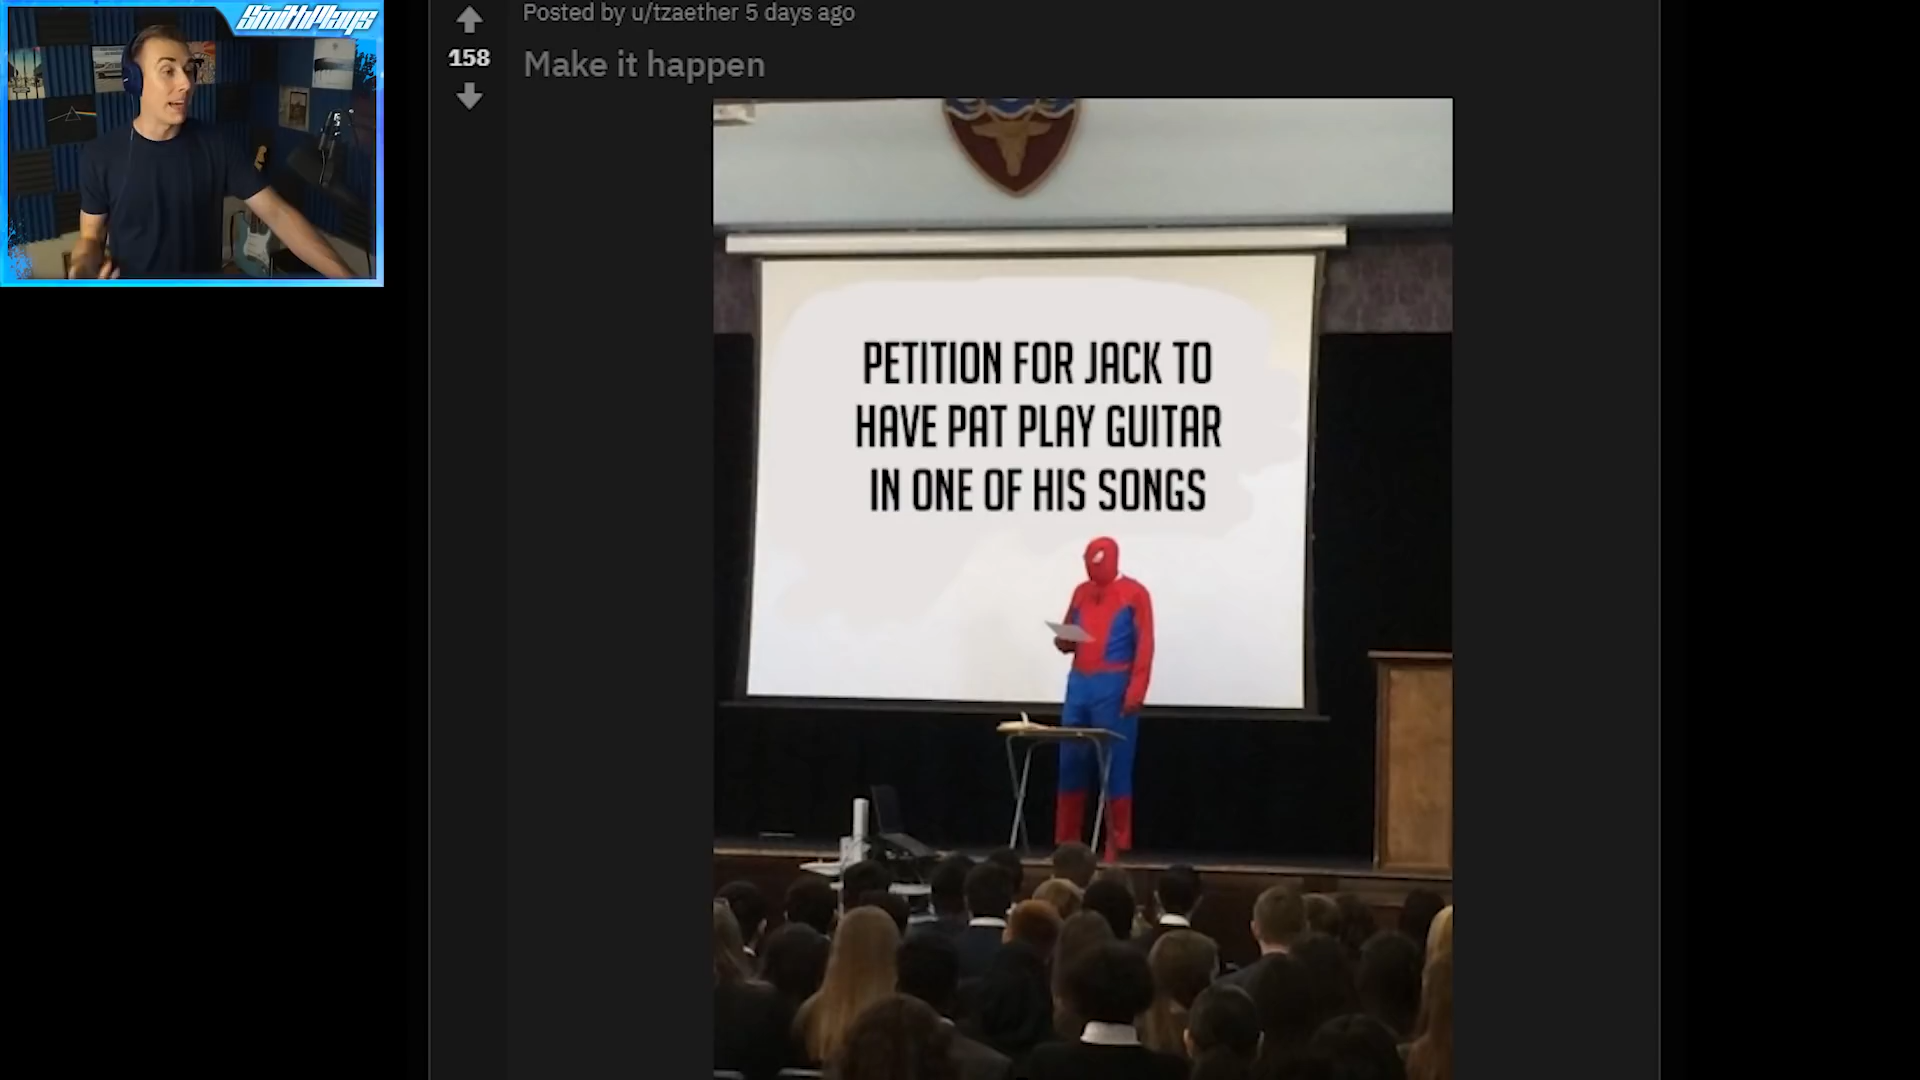 SmithPlays
Posted by u/tzaether 5 days ago
158
Make it happen
PETITION FOR JACK TO
HAVE PAT PLAY GUITAR
IN ONE OF HIS SONGS